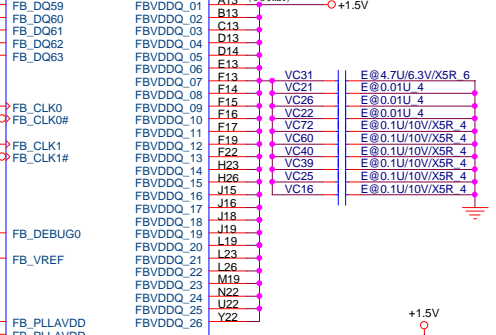 FB_DQ59 FBVDDQ_01 A13 +1.5V
FB_DQ60 FBVDDQ_02 B13
FB_DQ61 FBVDDQ_03 C13
FB_DQ62 FBVDDQ_04 D13
FB_DQ63 FBVDDQ_05 D14
FBVDDQ_06 E13
FBVDDQ_07 F13 VC31 E@4.7U/6.3V/X5R_6
FBVDDQ_08 F14 VC21 E@0.01U_4
FB_CLK0 FBVDDQ_09 F15 VC26 E@0.01U_4
FB_CLK0# FBVDDQ_10 F16 VC22 E@0.01U_4
FBVDDQ_11 F17 VC72 E@0.1U/10V/X5R_4
FB_CLK1 FBVDDQ_12 F19 VC60 E@0.1U/10V/X5R_4
FB_CLK1# FBVDDQ_13 F22 VC40 E@0.1U/10V/X5R_4
FBVDDQ_14 H23 VC39 E@0.1U/10V/X5R_4
FBVDDQ_15 H26 VC25 E@0.1U/10V/X5R_4
FBVDDQ_16 J15 VC16 E@0.1U/10V/X5R_4
FBVDDQ_17 J16
FBVDDQ_18 J18
FB_DEBUG0 FBVDDQ_19 J19
FBVDDQ_20 L19
FB_VREF FBVDDQ_21 L23
FBVDDQ_22 L26
FBVDDQ_23 M19
FBVDDQ_24 N22
FBVDDQ_25 U22 +1.5V
FB_PLLAVDD FBVDDQ_26 Y22